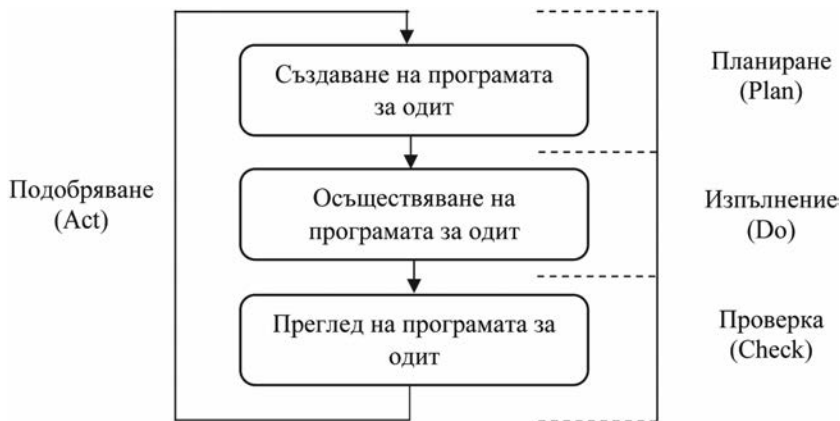 Създаване на програмата
за одит
Планиране
(Plan)
Подобряване
(Act)
Осъществяване на
програмата за одит
Изпълнение
(Do)
Преглед на програмата за
одит
Проверка
(Check)